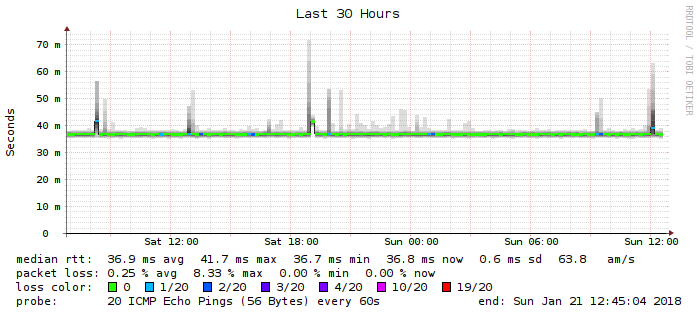 Last 30 Hours
RRDTOOL / TOBI OETIKER
Seconds
70 m
60 m
50 m
40 m
30 m
20 m
10 m
0
Sat 12:00 Sat 18:00 Sun 00:00 Sun 06:00 Sun 12:00
median rtt: 36.9 ms avg 41.7 ms max 36.7 ms min 36.8 ms now 0.6 ms sd 63.8 am/s
packet loss: 0.25 % avg 8.33 % max 0.00 % min 0.00 % now
loss color: 0 1/20 2/20 3/20 4/20 10/20 19/20
probe: 20 ICMP Echo Pings (56 Bytes) every 60s end: Sun Jan 21 12:45:04 2018